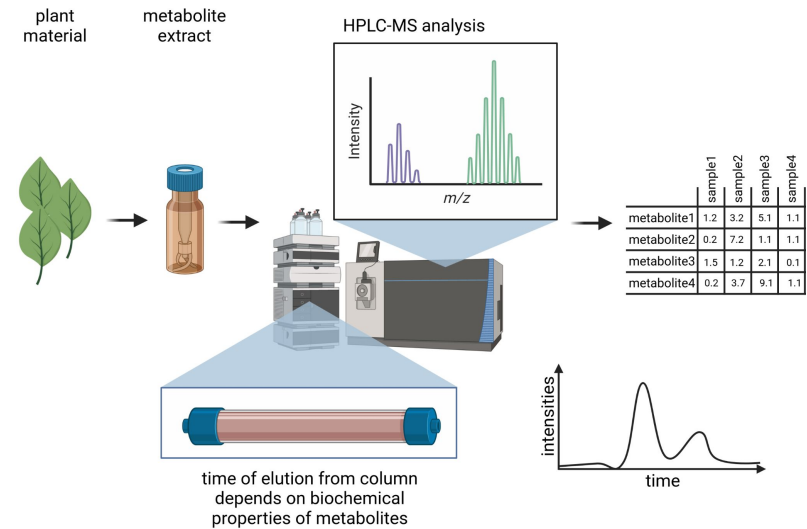 plant
material
metabolite
extract
HPLC-MS analysis
Intensity
m/z
sample1
sample2
sample3
sample4
metabolite1 1.2 3.2 5.1 1.1
metabolite2 0.2 7.2 1.1 1.1
metabolite3 1.5 1.2 2.1 0.1
metabolite4 0.2 3.7 9.1 1.1
time of elution from column
depends on biochemical
properties of metabolites
intensities
time